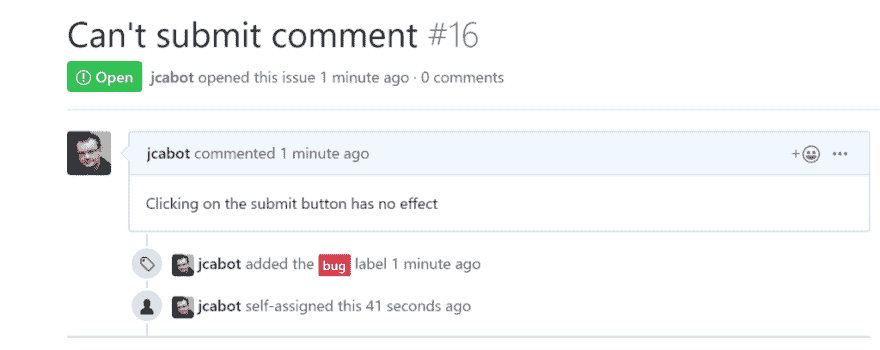 Can't submit comment #16
Open jcabot opened this issue 1 minute ago · 0 comments
jcabot commented 1 minute ago
Clicking on the submit button has no effect
jcabot added the bug label 1 minute ago
jcabot self-assigned this 41 seconds ago